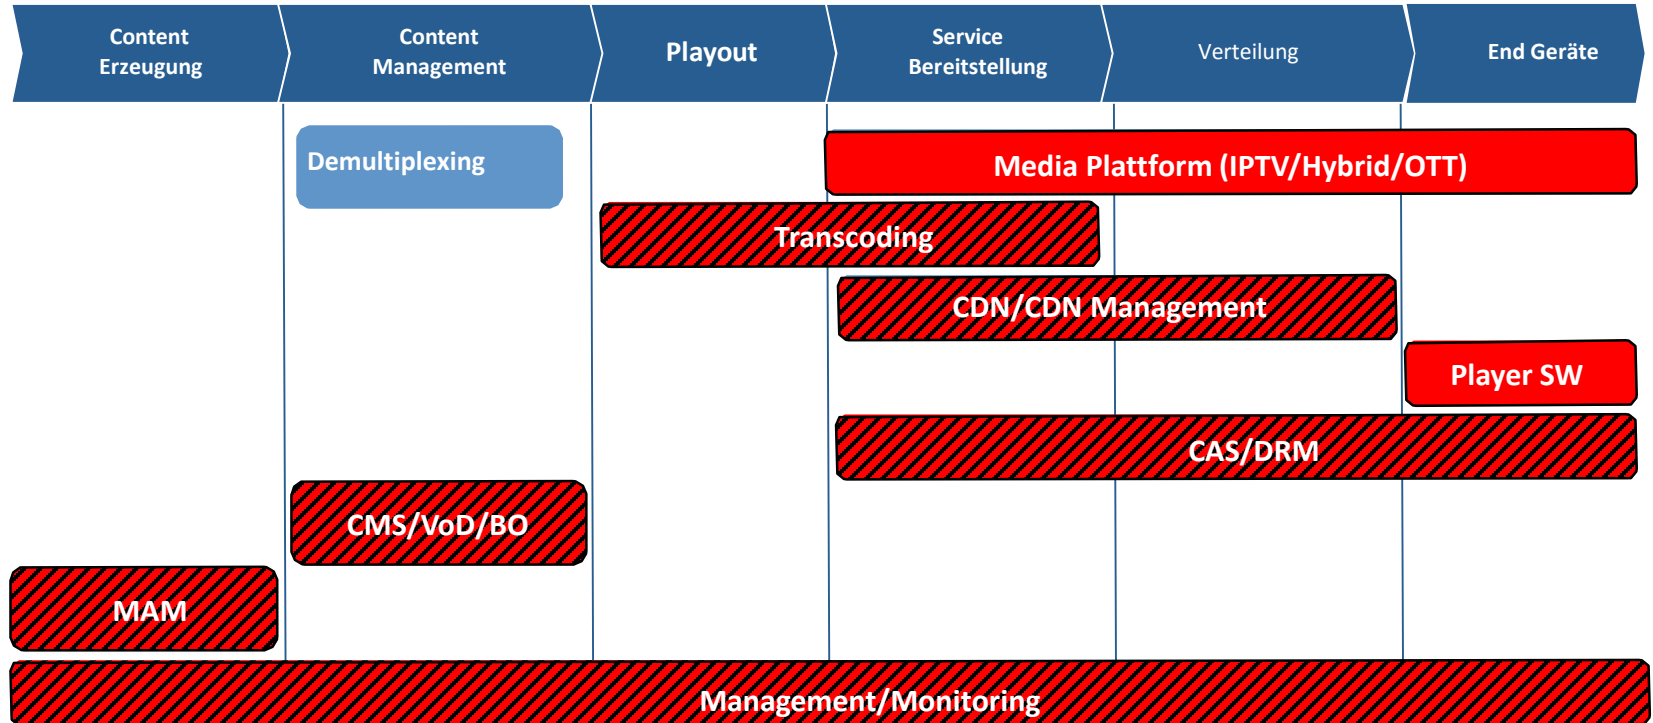 Content
Erzeugung
Content
Management
Playout
Service
Bereitstellung
Verteilung
End Geräte
Demultiplexing
Media Plattform (IPTV/Hybrid/OTT)
Transcoding
CDN/CDN Management
Player SW
CAS/DRM
CMS/VoD/BO
MAM
Management/Monitoring